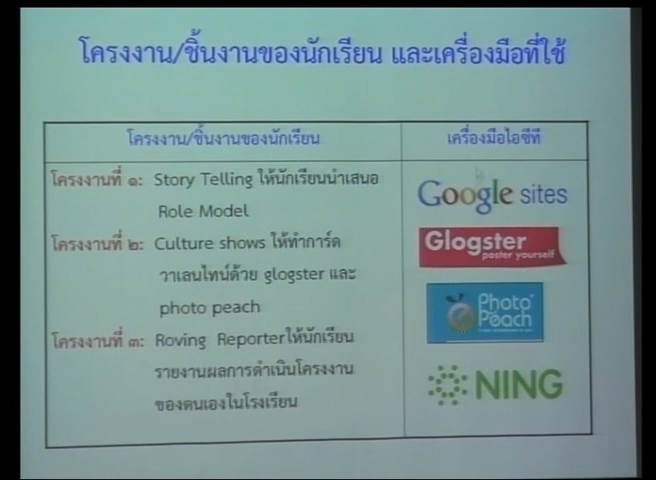 โครงงาน/ชิ้นงานของนักเรียน และเครื่องมือที่ใช้
โครงงาน/ชิ้นงานของนักเรียน
เครื่องมือไอซีที
โครงงานที่ ๑: Story Telling ให้นักเรียนนำเสนอ
Role Model
โครงงานที่ ๒: Culture shows ให้ทำการ์ด
วาเลนไทน์ด้วย glogster และ
photo peach
โครงงานที่ ๓: Roving Reporterให้นักเรียน
รายงานผลการดำเนินโครงงาน
ของตนเองในโรงเรียน
Google sites
Glogster
poster yourself
Photo
Peach
NING